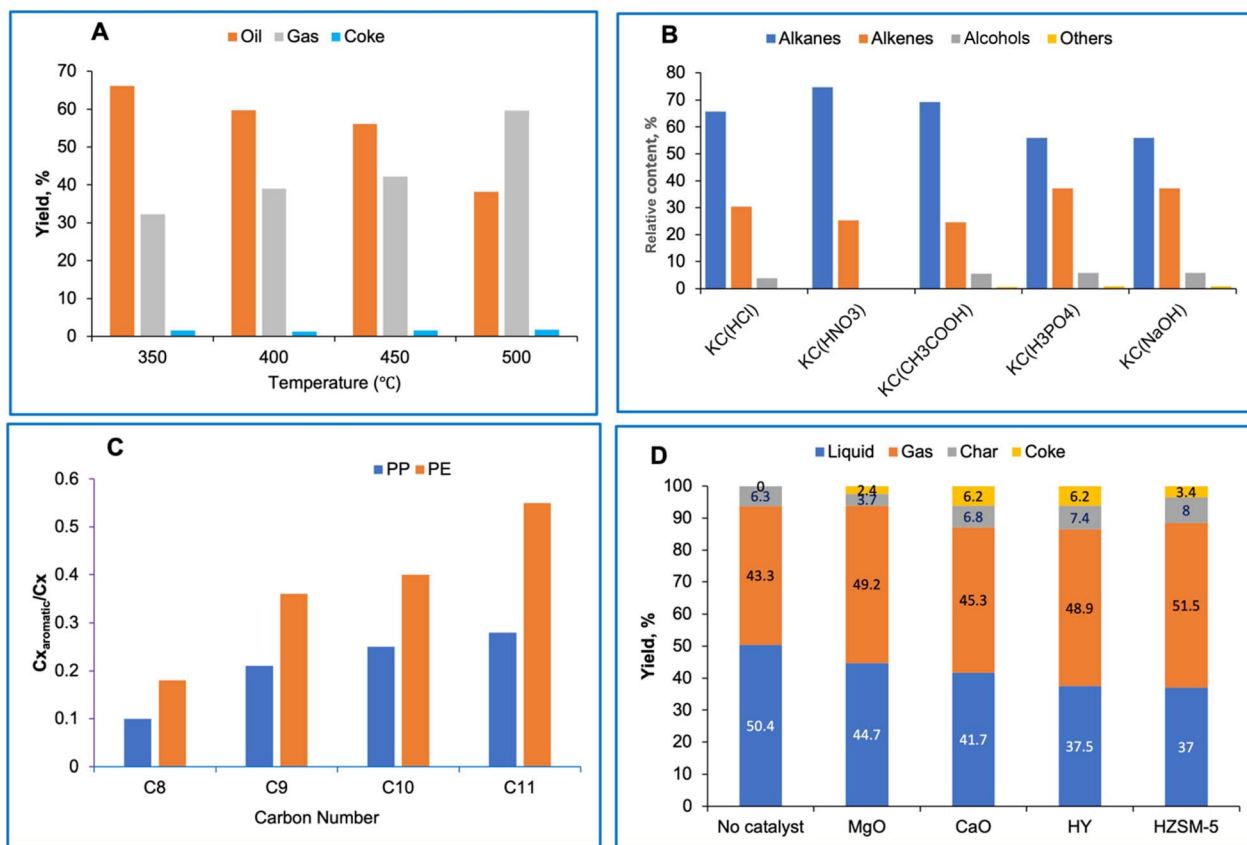 A
Oil Gas Coke
70
60
50
40
30
20
10
0
Yield, %
350 400 450 500
Temperature (°C)
B
Alkanes Alkenes Alcohols Others
80
70
60
50
40
30
20
10
0
Relative content, %
KC(HCl) KC(HNO3) KC(CH3COOH) KC(H3PO4) KC(NaOH)
C
PP PE
0.6
0.5
0.4
0.3
0.2
0.1
0
Cxaromatic/Cx
C8 C9 C10 C11
Carbon Number
D
Liquid Gas Char Coke
100
90
80
70
60
50
40
30
20
10
0
Yield, %
0 2.4 6.2 6.2 3.4
6.3 3.7 6.8 7.4 8
43.3 49.2 45.3 48.9 51.5
50.4 44.7 41.7 37.5 37
No catalyst MgO CaO HY HZSM-5